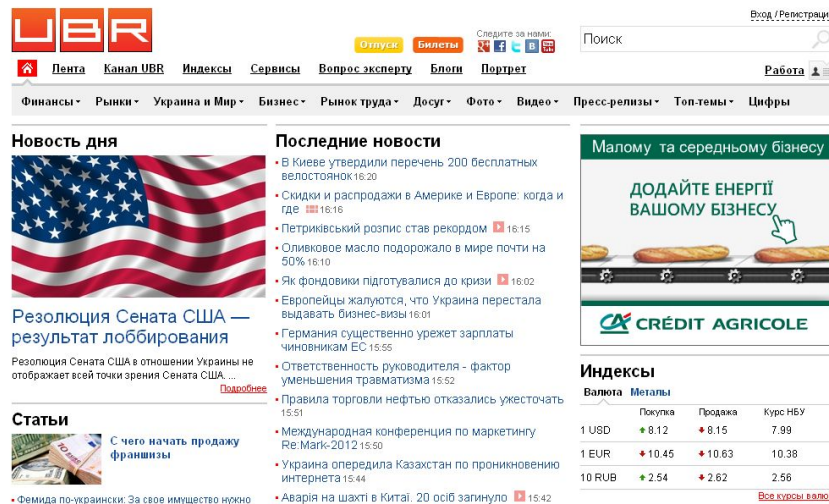 UBR
Вход / Регистраци
Отпуск
Билеты
Следите за нами:
Поиск
Лента Канал UBR Индексы Сервисы Вопрос эксперту Блоги Портрет
Работа
Финансы Рынки Украина и Мир Бизнес Рынок труда Досуг Фото Видео Пресс-релизы Топ-темы Цифры
Новость дня
Резолюция Сената США —
результат лоббирования
Резолюция Сената США в отношении Украины не
отображает всей точки зрения Сената США. ...
Подробнее
Статьи
С чего начать продажу
франшизы
Фемида по-украински: За свое имущество нужно
Последние новости
В Киеве утвердили перечень 200 бесплатных
велостоянок 16:20
Скидки и распродажи в Америке и Европе: когда и
где 16:16
Петриківський розпис став рекордом 16:15
Оливковое масло подорожало в мире почти на
50% 16:10
Як фондовики підготувалися до кризи 16:02
Европейцы жалуются, что Украина перестала
выдавать бизнес-визы 16:01
Германия существенно урежет зарплаты
чиновникам ЕС 15:55
Ответственность руководителя - фактор
уменьшения травматизма 15:52
Правила торговли нефтью отказались ужесточать
15:51
Международная конференция по маркетингу
Re:Mark-2012 15:50
Украина опередила Казахстан по проникновению
интернета 15:44
Аварія на шахті в Китаї. 20 осіб загинуло 15:42
Малому та середньому бізнесу
ДОДАЙТЕ ЕНЕРГІЇ
ВАШОМУ БІЗНЕСУ
CRÉDIT AGRICOLE
Индексы
Валюта Металы
Покупка Продажа Курс НБУ
1 USD 8.12 8.15 7.99
1 EUR 10.45 10.63 10.38
10 RUB 2.54 2.62 2.56
Все курсы валю